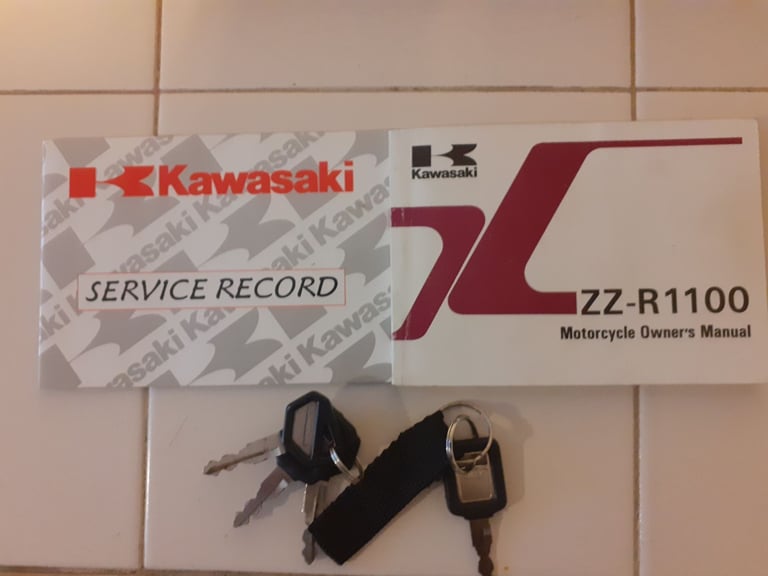 Kawasaki
SERVICE RECORD
Kawasaki
ZZ-R1100
Motorcycle Owner's Manual